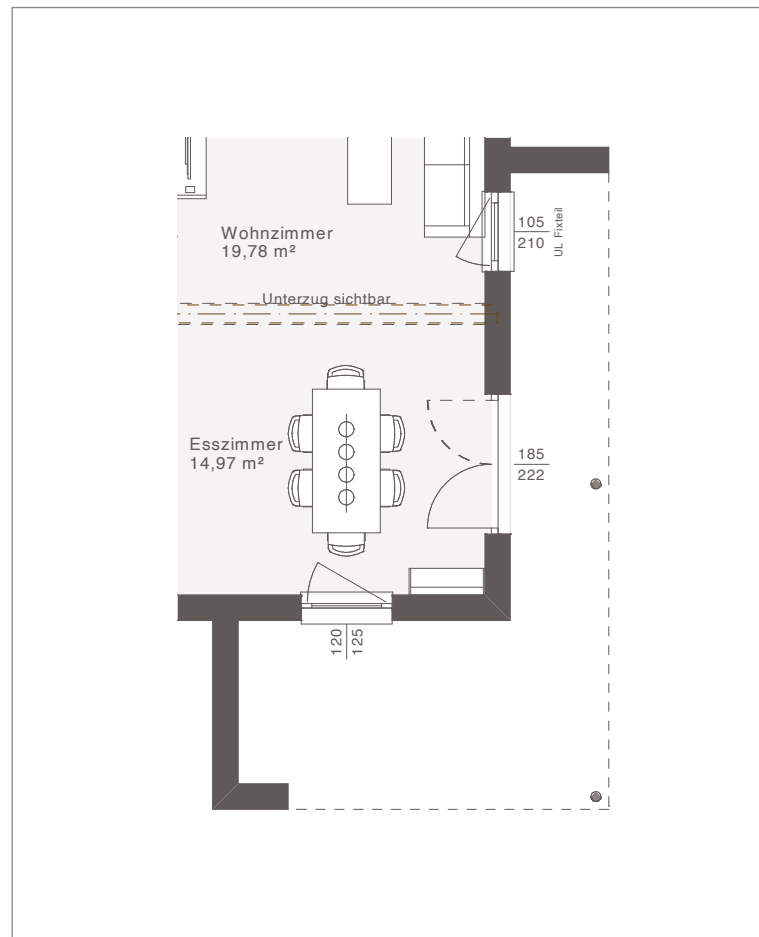 Wohnzimmer
19,78 m²
105
210
UL Fixteil
Unterzug sichtbar
Esszimmer
14,97 m²
185
222
120
125